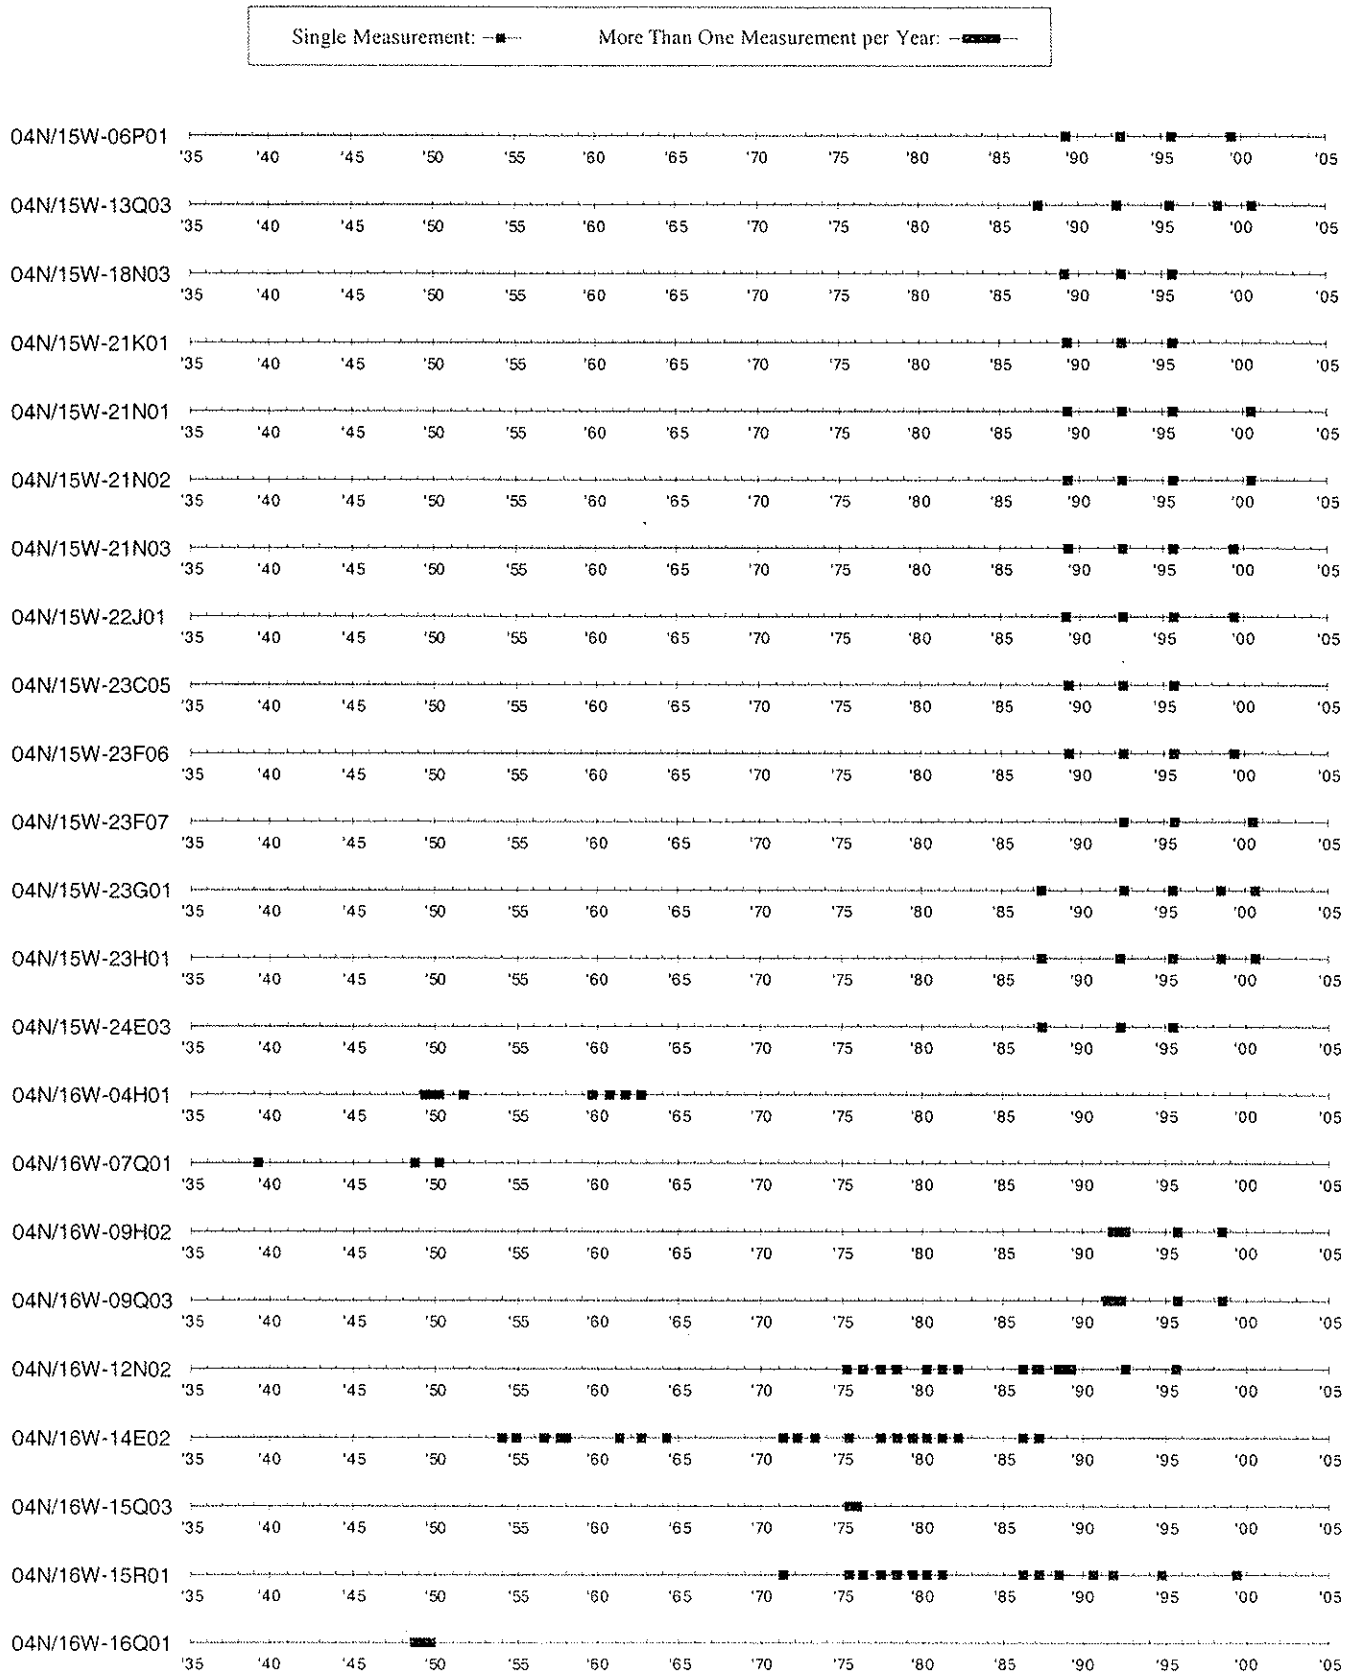 Single Measurement: More Than One Measurement per Year:
04N/15W-06P01
'35 '40 '45 '50 '55 '60 '65 '70 '75 '80 '85 '90 '95 '00 '05
04N/15W-13Q03
'35 '40 '45 '50 '55 '60 '65 '70 '75 '80 '85 '90 '95 '00 '05
04N/15W-18N03
'35 '40 '45 '50 '55 '60 '65 '70 '75 '80 '85 '90 '95 '00 '05
04N/15W-21K01
'35 '40 '45 '50 '55 '60 '65 '70 '75 '80 '85 '90 '95 '00 '05
04N/15W-21N01
'35 '40 '45 '50 '55 '60 '65 '70 '75 '80 '85 '90 '95 '00 '05
04N/15W-21N02
'35 '40 '45 '50 '55 '60 '65 '70 '75 '80 '85 '90 '95 '00 '05
04N/15W-21N03
'35 '40 '45 '50 '55 '60 '65 '70 '75 '80 '85 '90 '95 '00 '05
04N/15W-22J01
'35 '40 '45 '50 '55 '60 '65 '70 '75 '80 '85 '90 '95 '00 '05
04N/15W-23C05
'35 '40 '45 '50 '55 '60 '65 '70 '75 '80 '85 '90 '95 '00 '05
04N/15W-23F06
'35 '40 '45 '50 '55 '60 '65 '70 '75 '80 '85 '90 '95 '00 '05
04N/15W-23F07
'35 '40 '45 '50 '55 '60 '65 '70 '75 '80 '85 '90 '95 '00 '05
04N/15W-23G01
'35 '40 '45 '50 '55 '60 '65 '70 '75 '80 '85 '90 '95 '00 '05
04N/15W-23H01
'35 '40 '45 '50 '55 '60 '65 '70 '75 '80 '85 '90 '95 '00 '05
04N/15W-24E03
'35 '40 '45 '50 '55 '60 '65 '70 '75 '80 '85 '90 '95 '00 '05
04N/16W-04H01
'35 '40 '45 '50 '55 '60 '65 '70 '75 '80 '85 '90 '95 '00 '05
04N/16W-07Q01
'35 '40 '45 '50 '55 '60 '65 '70 '75 '80 '85 '90 '95 '00 '05
04N/16W-09H02
'35 '40 '45 '50 '55 '60 '65 '70 '75 '80 '85 '90 '95 '00 '05
04N/16W-09Q03
'35 '40 '45 '50 '55 '60 '65 '70 '75 '80 '85 '90 '95 '00 '05
04N/16W-12N02
'35 '40 '45 '50 '55 '60 '65 '70 '75 '80 '85 '90 '95 '00 '05
04N/16W-14E02
'35 '40 '45 '50 '55 '60 '65 '70 '75 '80 '85 '90 '95 '00 '05
04N/16W-15Q03
'35 '40 '45 '50 '55 '60 '65 '70 '75 '80 '85 '90 '95 '00 '05
04N/16W-15R01
'35 '40 '45 '50 '55 '60 '65 '70 '75 '80 '85 '90 '95 '00 '05
04N/16W-16Q01
'35 '40 '45 '50 '55 '60 '65 '70 '75 '80 '85 '90 '95 '00 '05